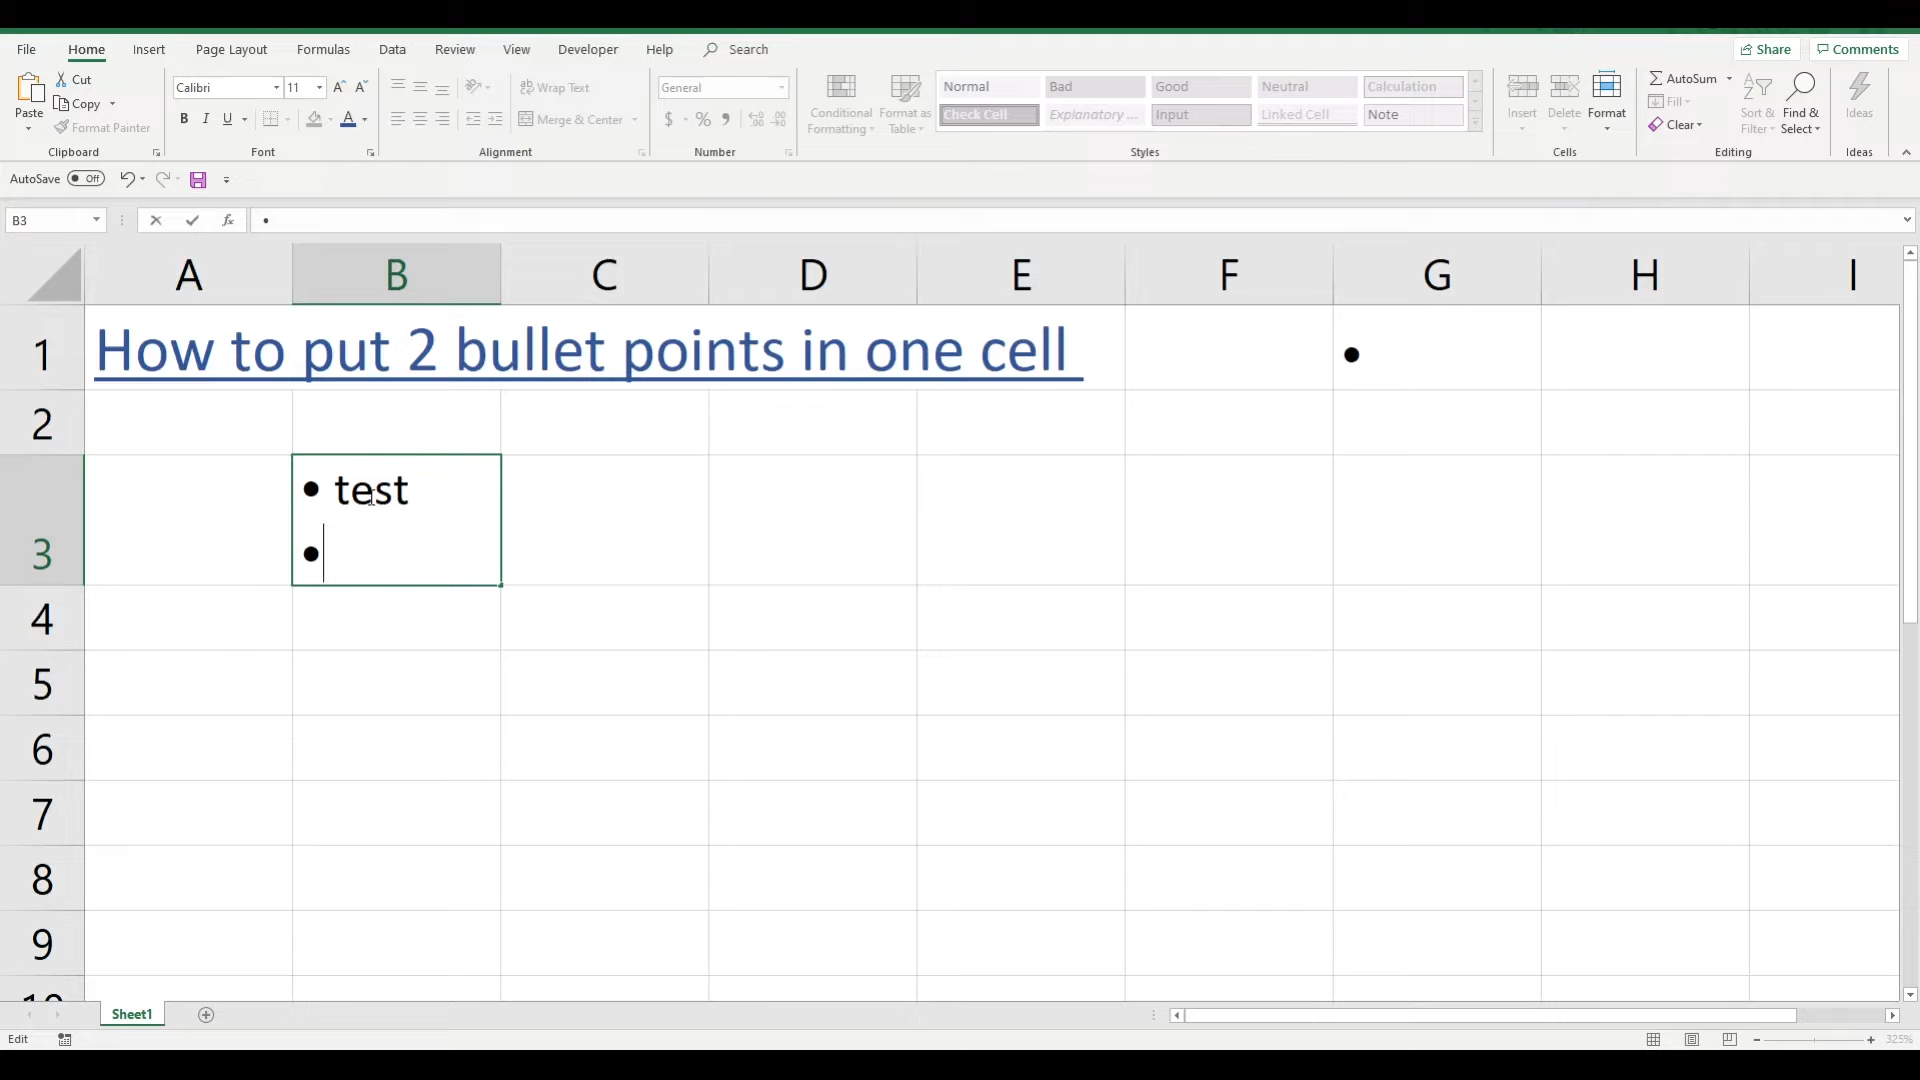 File Home Insert Page Layout Formulas Data Review View Developer Help Search Share Comments
Paste Cut Copy Format Painter Clipboard
Calibri 11 A A B I U A Font
Wrap Text Merge & Center Alignment
General $ % Number
Conditional Formatting Format as Table Normal Bad Good Neutral Calculation
Check Cell Explanatory ... Input Linked Cell Note Styles
Insert Delete Format Cells
AutoSum Fill Clear Sort & Filter Find & Select Editing
Ideas Ideas
AutoSave Off
B3 fx •
A B C D E F G H I
1 How to put 2 bullet points in one cell •
2
3 • test
•
4
5
6
7
8
9
10
Sheet1
Edit 325%